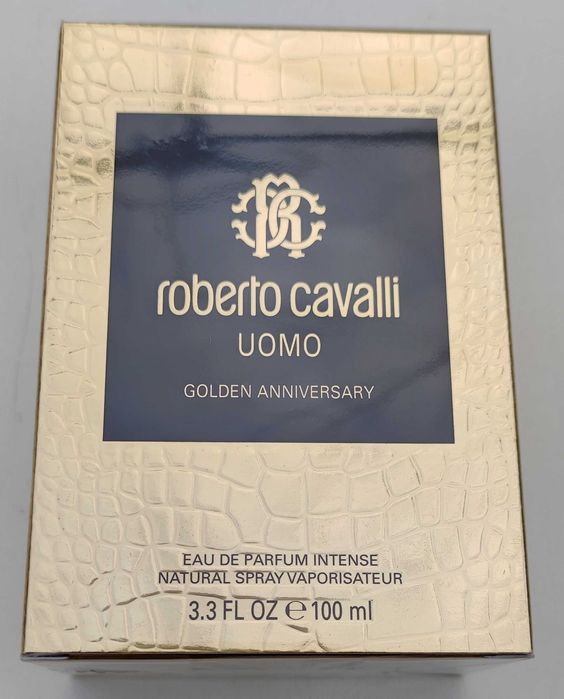 roberto cavalli
UOMO
GOLDEN ANNIVERSARY
EAU DE PARFUM INTENSE
NATURAL SPRAY VAPORISATEUR
3.3 FL OZ ℮ 100 ml